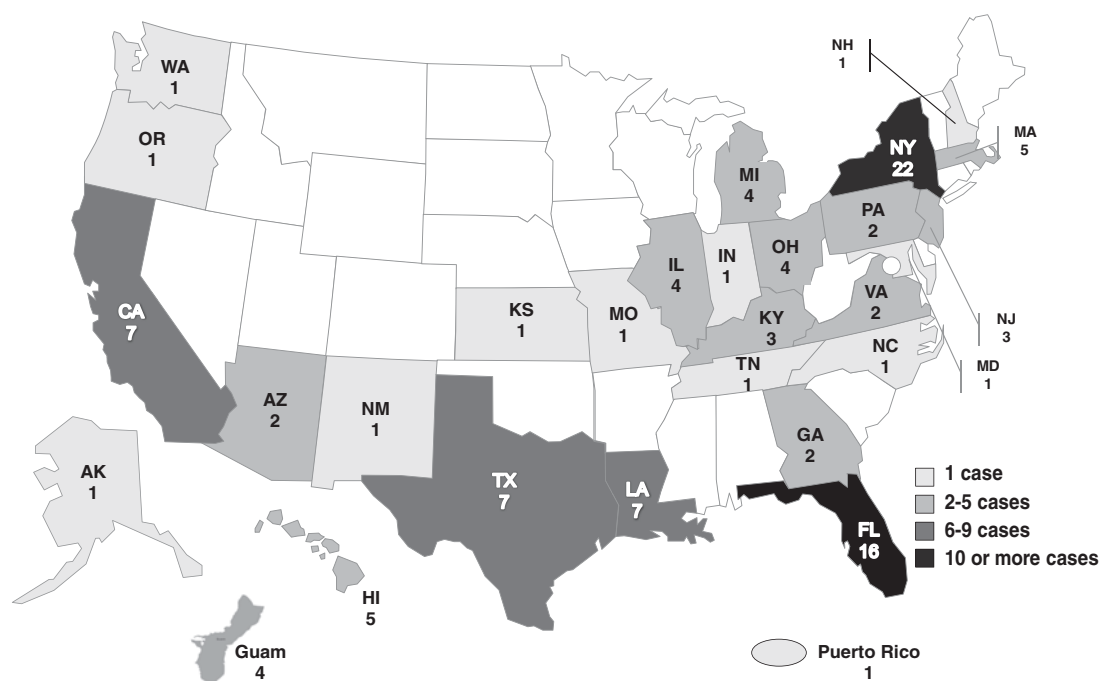 NH
1
WA
1
MA
5
OR
1
NY
22
MI
4
PA
2
OH
4
IN
1
IL
4
VA
2
CA
7
KS
1
MO
1
KY
3
NJ
3
NC
1
TN
1
MD
1
AZ
2
NM
1
GA
2
AK
1
TX
7
LA
7
FL
16
1 case
2-5 cases
6-9 cases
10 or more cases
HI
5
Guam
4
Puerto Rico
1